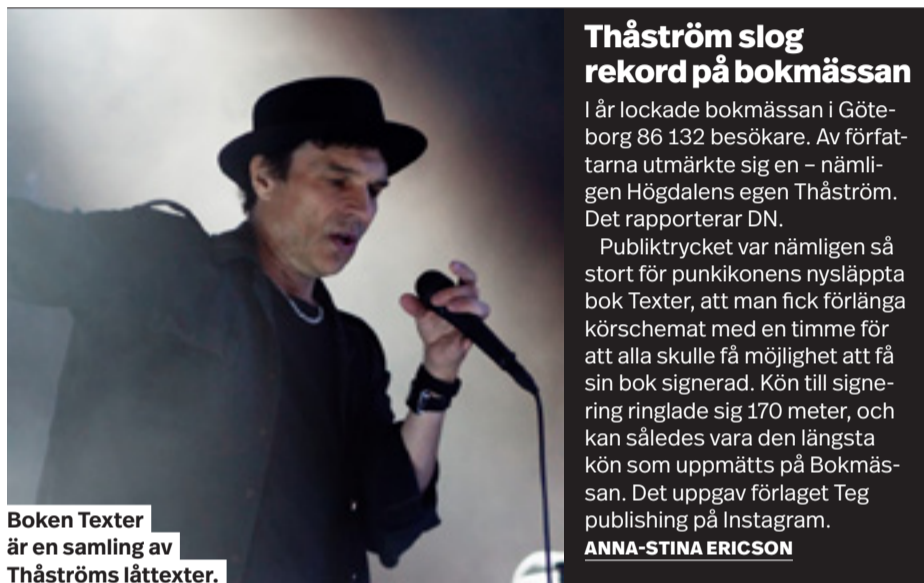 Thåström slog
rekord på bokmässan
I år lockade bokmässan i Göte-
borg 86 132 besökare. Av förfat-
tarna utmärkte sig en – nämli-
gen Högdalens egen Thåström.
Det rapporterar DN.
Publiktrycket var nämligen så
stort för punkikonens nysläppta
bok Texter, att man fick förlänga
körschemat med en timme för
att alla skulle få möjlighet att få
sin bok signerad. Kön till signe-
ring ringlade sig 170 meter, och
kan således vara den längsta
kön som uppmätts på Bokmäs-
san. Det uppgav förlaget Teg
publishing på Instagram.
ANNA-STINA ERICSON
Boken Texter
är en samling av
Thåströms låttexter.